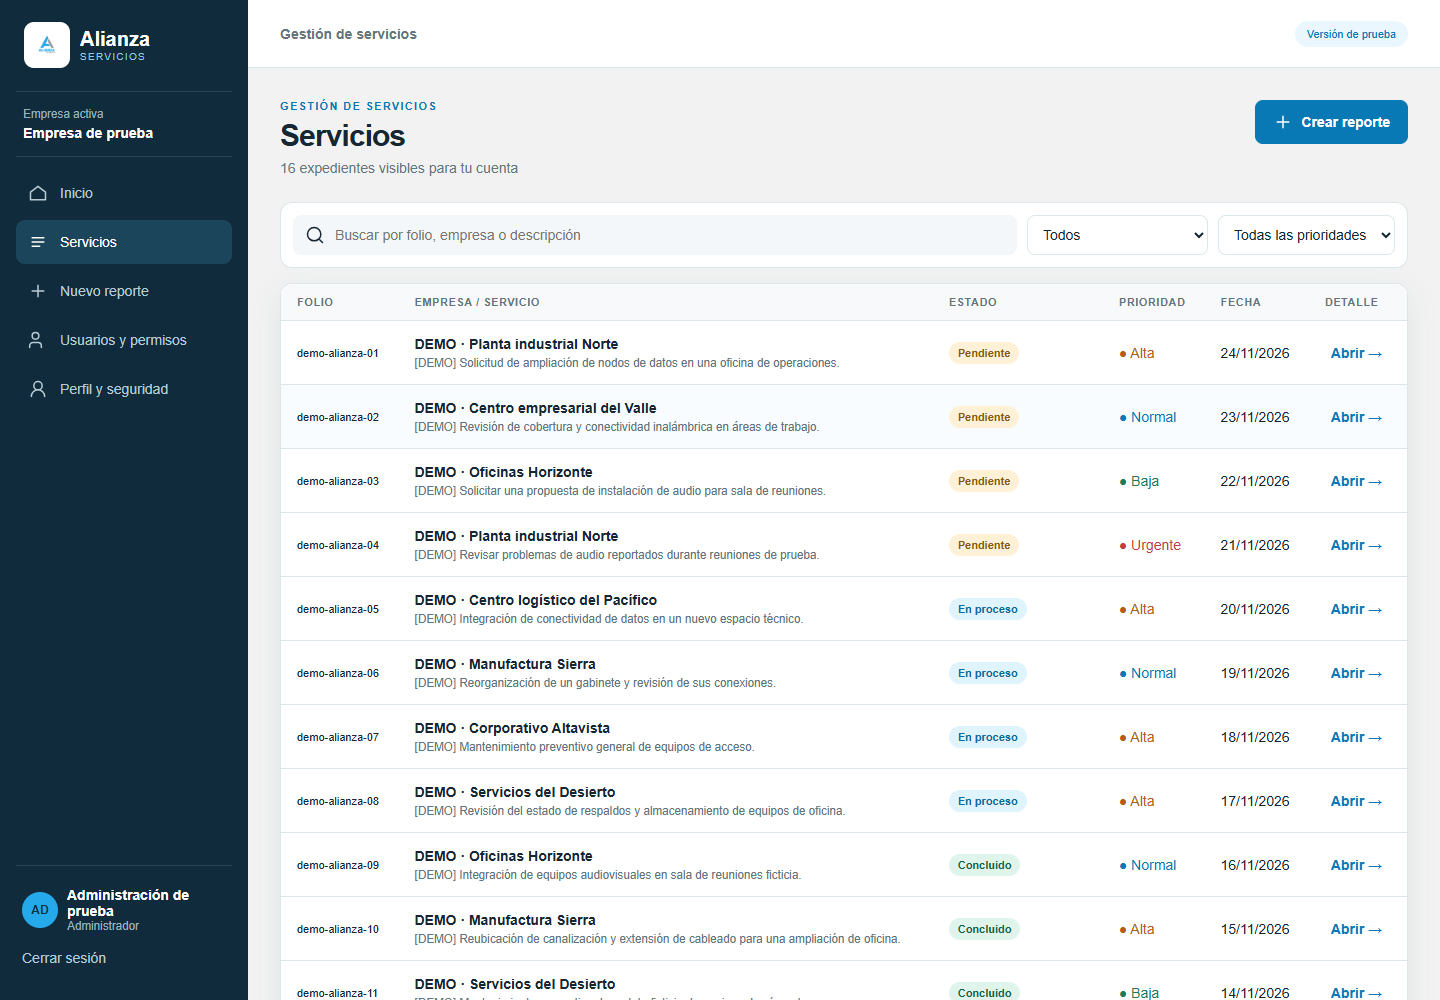 Alianza
SERVICIOS
Empresa activa
Empresa de prueba
Inicio
Servicios
Nuevo reporte
Usuarios y permisos
Perfil y seguridad
AD
Administración de
prueba
Administrador
Cerrar sesión
Gestión de servicios
Versión de prueba
GESTIÓN DE SERVICIOS
Servicios
16 expedientes visibles para tu cuenta
Crear reporte
Buscar por folio, empresa o descripción
Todos
Todas las prioridades
FOLIO EMPRESA / SERVICIO ESTADO PRIORIDAD FECHA DETALLE
demo-alianza-01 DEMO · Planta industrial Norte Pendiente ● Alta 24/11/2026 Abrir →
[DEMO] Solicitud de ampliación de nodos de datos en una oficina de operaciones.
demo-alianza-02 DEMO · Centro empresarial del Valle Pendiente ● Normal 23/11/2026 Abrir →
[DEMO] Revisión de cobertura y conectividad inalámbrica en áreas de trabajo.
demo-alianza-03 DEMO · Oficinas Horizonte Pendiente ● Baja 22/11/2026 Abrir →
[DEMO] Solicitar una propuesta de instalación de audio para sala de reuniones.
demo-alianza-04 DEMO · Planta industrial Norte Pendiente ● Urgente 21/11/2026 Abrir →
[DEMO] Revisar problemas de audio reportados durante reuniones de prueba.
demo-alianza-05 DEMO · Centro logístico del Pacífico En proceso ● Alta 20/11/2026 Abrir →
[DEMO] Integración de conectividad de datos en un nuevo espacio técnico.
demo-alianza-06 DEMO · Manufactura Sierra En proceso ● Normal 19/11/2026 Abrir →
[DEMO] Reorganización de un gabinete y revisión de sus conexiones.
demo-alianza-07 DEMO · Corporativo Altavista En proceso ● Alta 18/11/2026 Abrir →
[DEMO] Mantenimiento preventivo general de equipos de acceso.
demo-alianza-08 DEMO · Servicios del Desierto En proceso ● Alta 17/11/2026 Abrir →
[DEMO] Revisión del estado de respaldos y almacenamiento de equipos de oficina.
demo-alianza-09 DEMO · Oficinas Horizonte Concluido ● Normal 16/11/2026 Abrir →
[DEMO] Integración de equipos audiovisuales en sala de reuniones ficticia.
demo-alianza-10 DEMO · Manufactura Sierra Concluido ● Alta 15/11/2026 Abrir →
[DEMO] Reubicación de canalización y extensión de cableado para una ampliación de oficina.
demo-alianza-11 DEMO · Servicios del Desierto Concluido ● Baja 14/11/2026 Abrir →